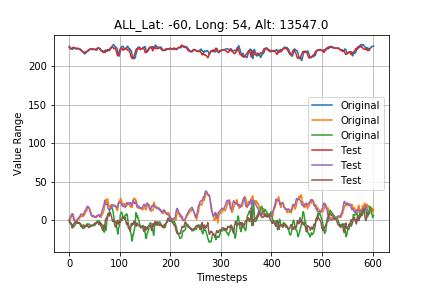 ALL_Lat: -60, Long: 54, Alt: 13547.0
Value Range
200
150
100
50
0
Original
Original
Original
Test
Test
Test
0
100
200
300
400
500
600
Timesteps